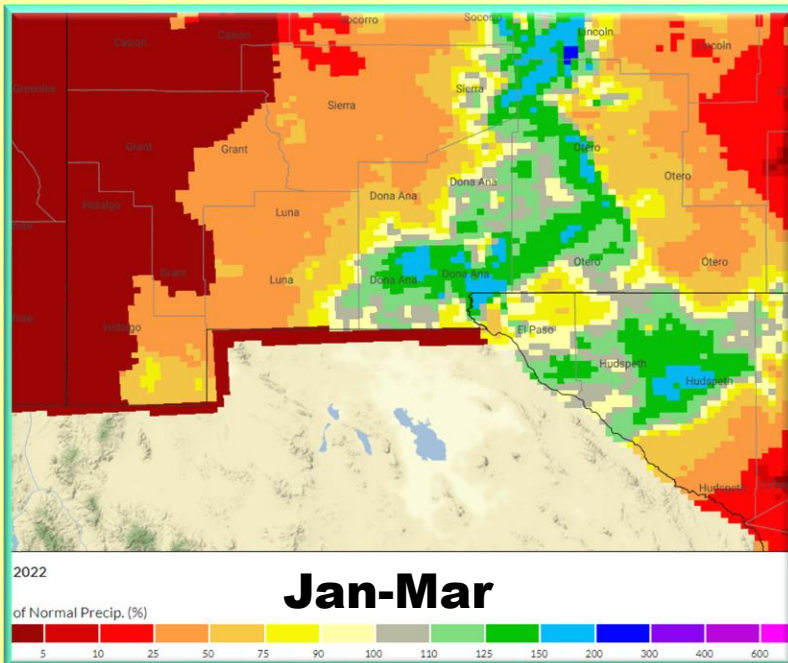 Socorro Socorro Lincoln
Catron Catron Lincoln
Greenlee Sierra
Sierra
Grant Grant Otero
Otero
Dona Ana Dona Ana
Hidalgo Luna
Otero Otero
Grant Luna Dona Ana Dona Ana
Hidalgo El Paso
Hudspeth
Hudspeth
Hudspeth
2022
Jan-Mar
of Normal Precip. (%)
5 10 25 50 75 90 100 110 125 150 200 300 400 600